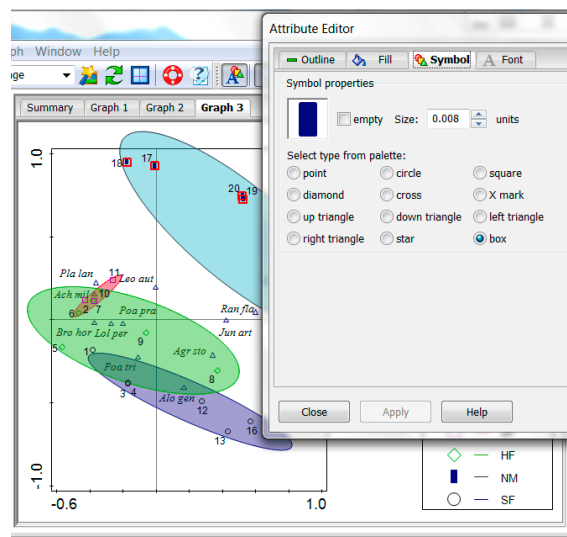 Attribute Editor
ph Window Help
Outline Fill Symbol A Font
ge
Symbol properties
empty Size: 0.008 units
Summary Graph 1 Graph 2 Graph 3
Select type from palette:
point circle square
diamond cross X mark
up triangle down triangle left triangle
right triangle star box
1.0
18 17
20 19
Pla lan 11 Leo aut
Ach mil 10
6 2 7 Poa pra Ran fla
Bro hor Lol per Jun art
5 1 9 Agr sto
Poa tri 8
3 4 Alo gen
12
13 16
Close Apply Help
HF
NM
SF
-1.0
-0.6 1.0